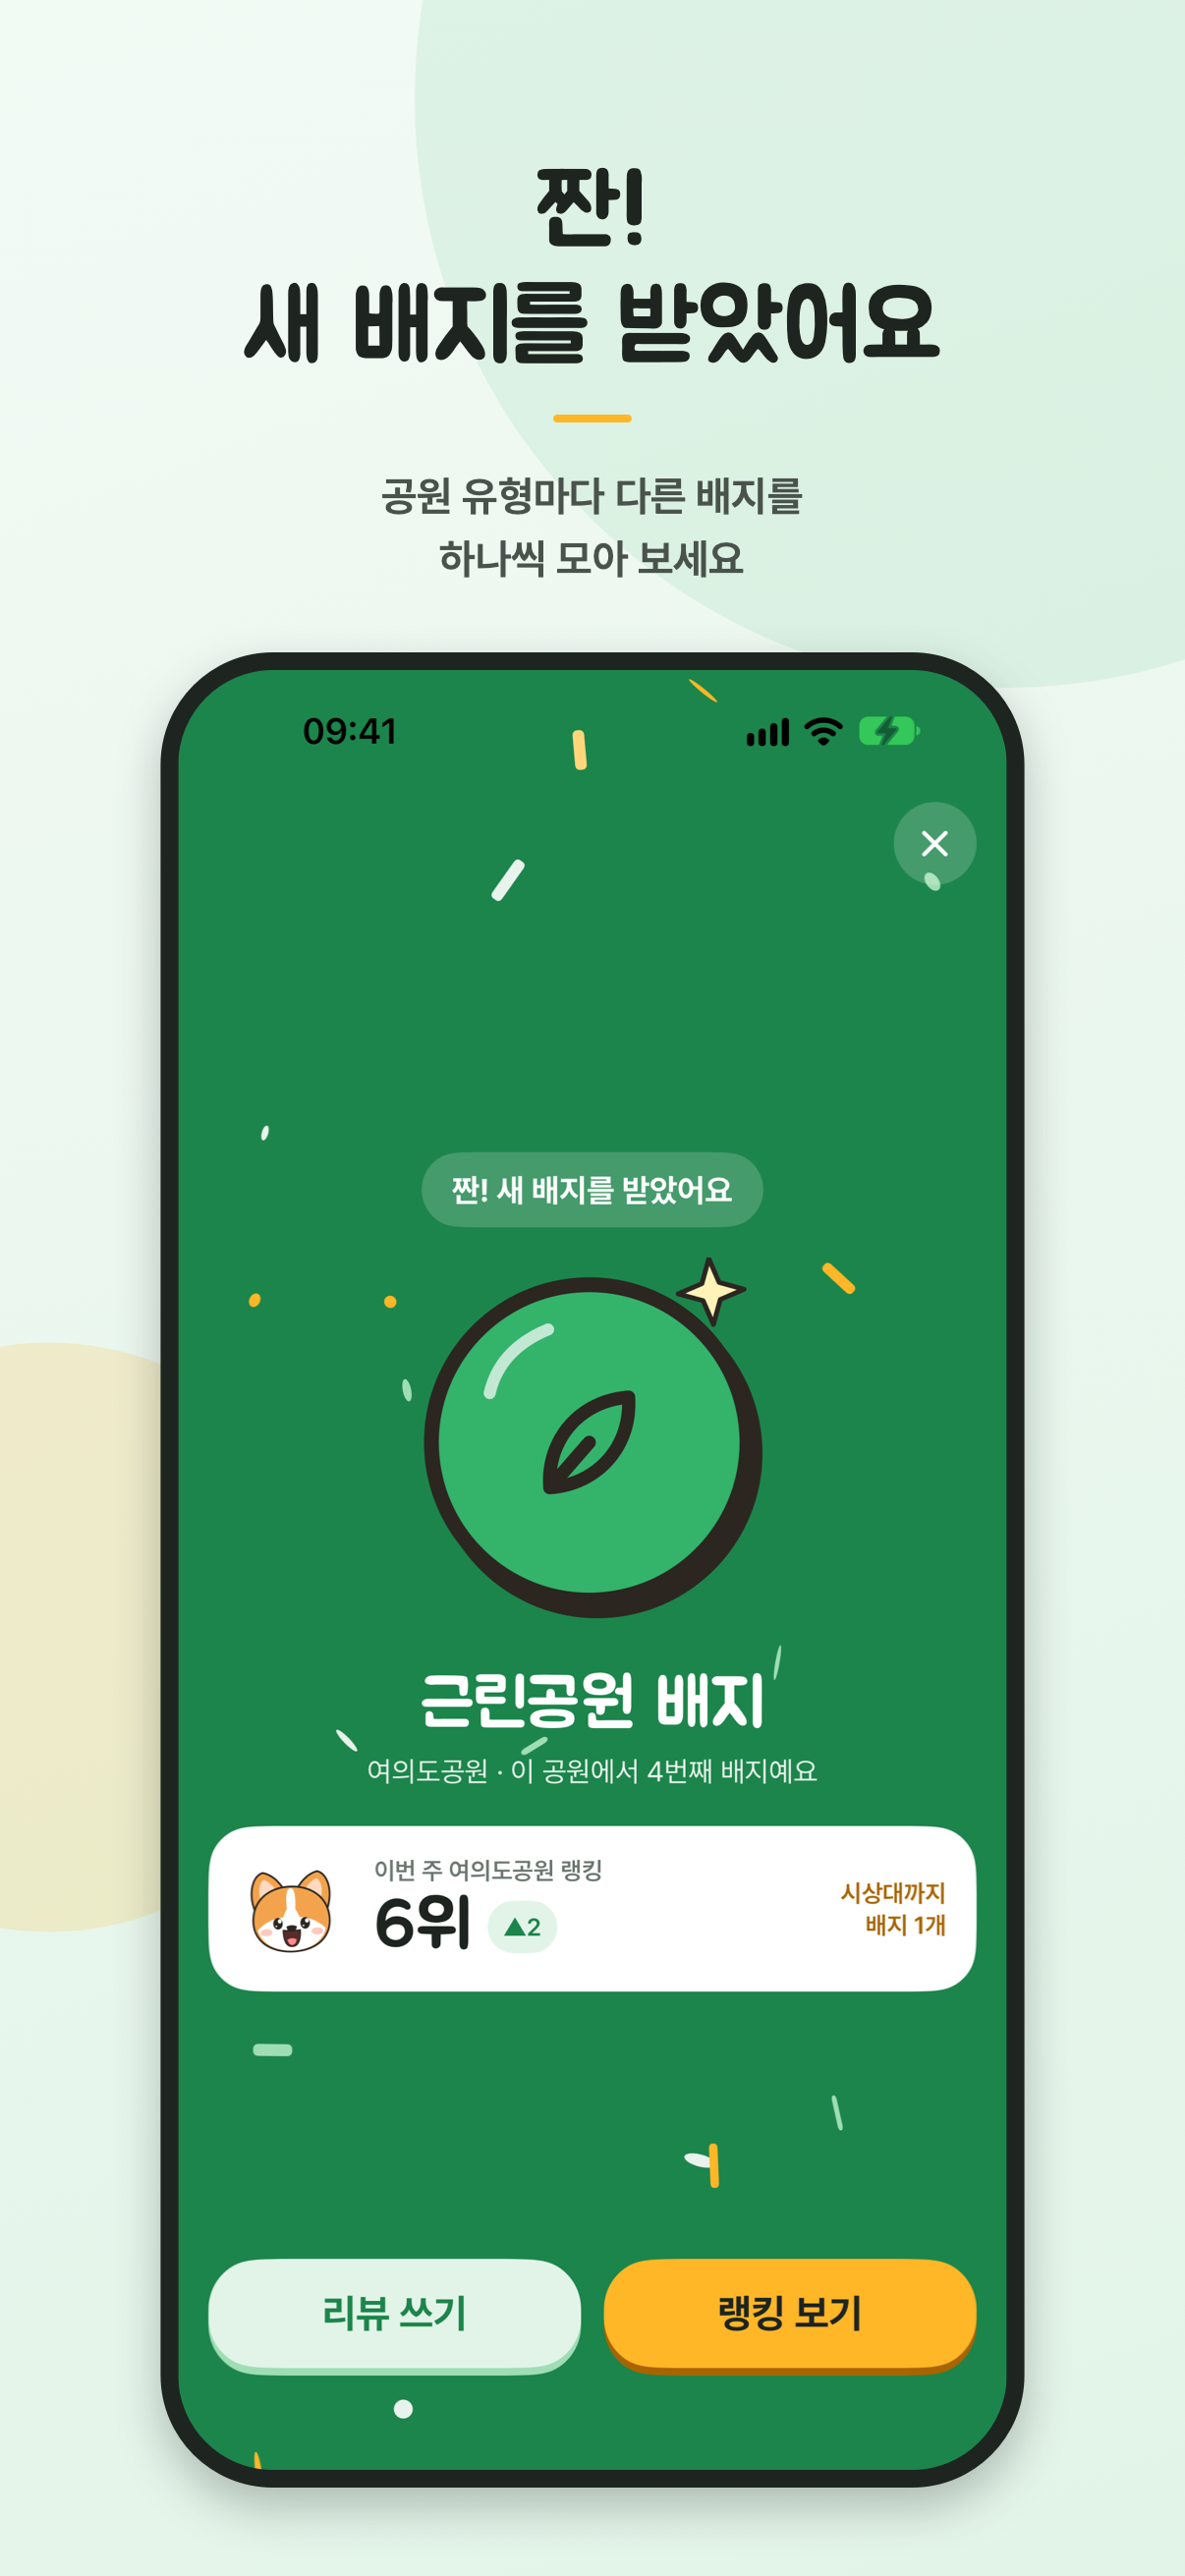 짠!
새 배지를 받았어요
공원 유형마다 다른 배지를
하나씩 모아 보세요
09:41
짠! 새 배지를 받았어요
근린공원 배지
여의도공원 · 이 공원에서 4번째 배지예요
이번 주 여의도공원 랭킹
6위 ▲2
시상대까지
배지 1개
리뷰 쓰기
랭킹 보기